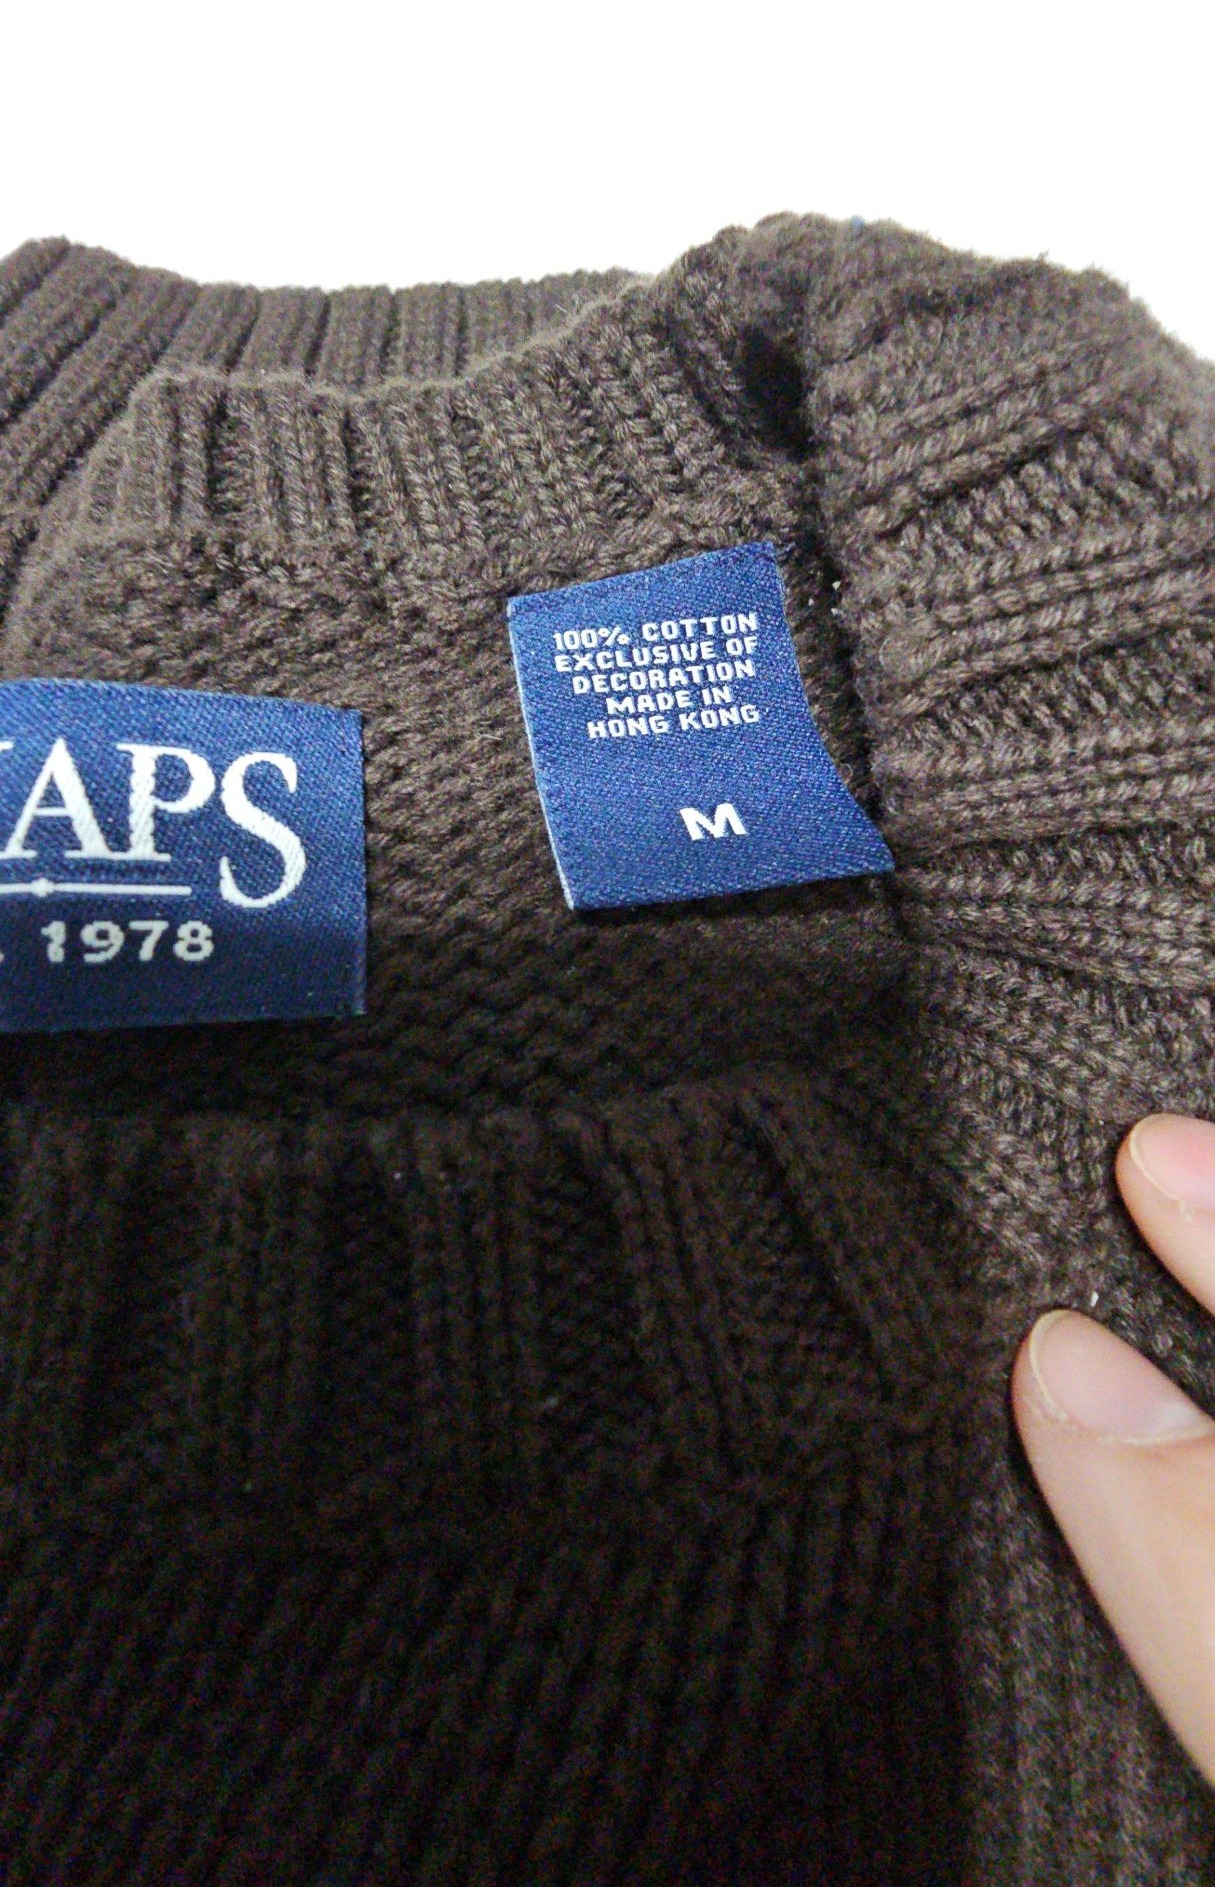 APS
1978
100% COTTON
EXCLUSIVE OF
DECORATION
MADE IN
HONG KONG
M